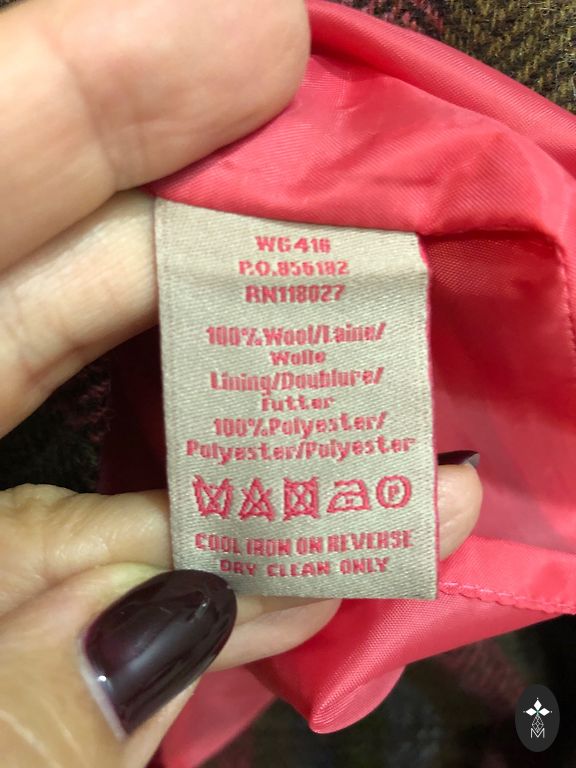 WG416
P.O.856182
RN118027
100%Wool/Laine/
Wolle
Lining/Doublure/
Futter
100%Polyester/
Polyester/Polyester
P
COOL IRON ON REVERSE
DRY CLEAN ONLY
M